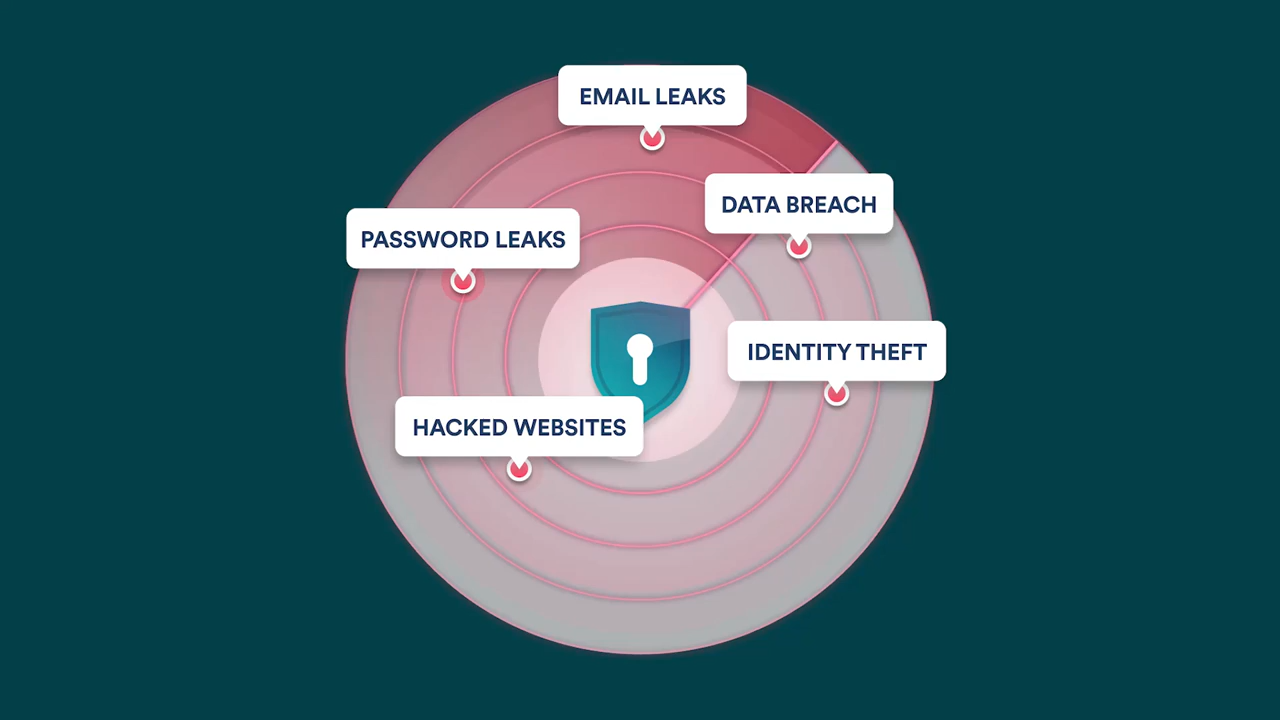 EMAIL LEAKS
DATA BREACH
PASSWORD LEAKS
IDENTITY THEFT
HACKED WEBSITES